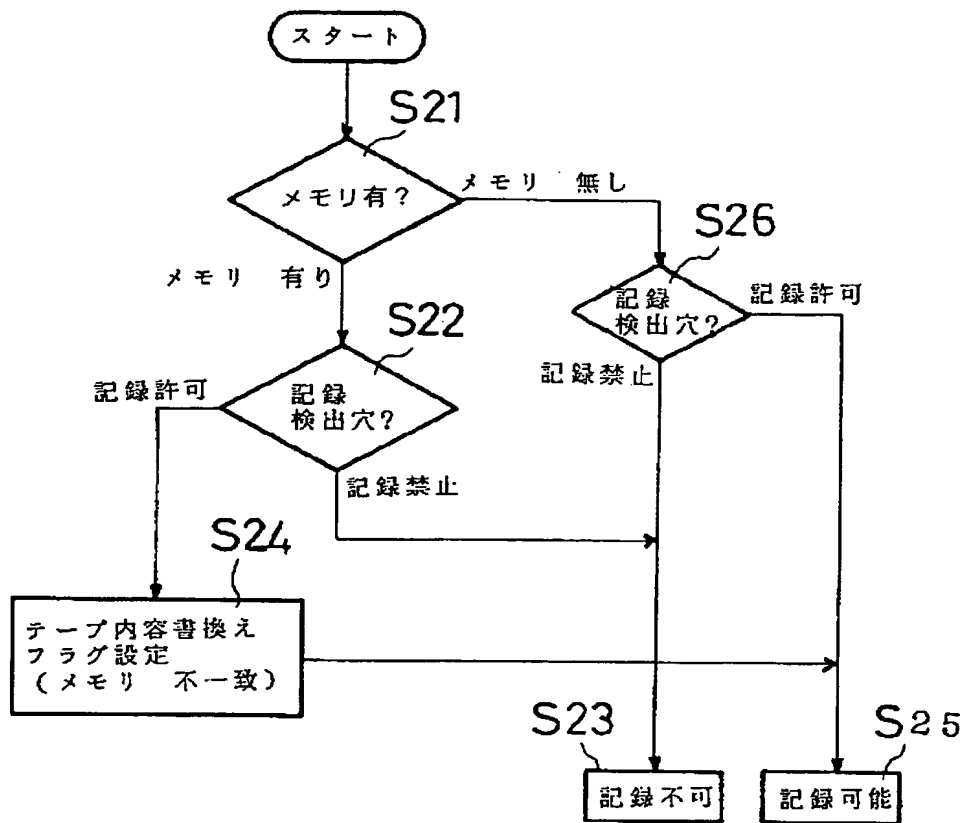 スタート
S21
メモリ有?
メモリ 無し
S26
メモリ 有り
記録
検出穴?
記録許可
S22
記録禁止
記録許可
記録
検出穴?
記録禁止
S24
テープ内容書換え
フラグ設定
(メモリ 不一致)
S23
S25
記録不可
記録可能